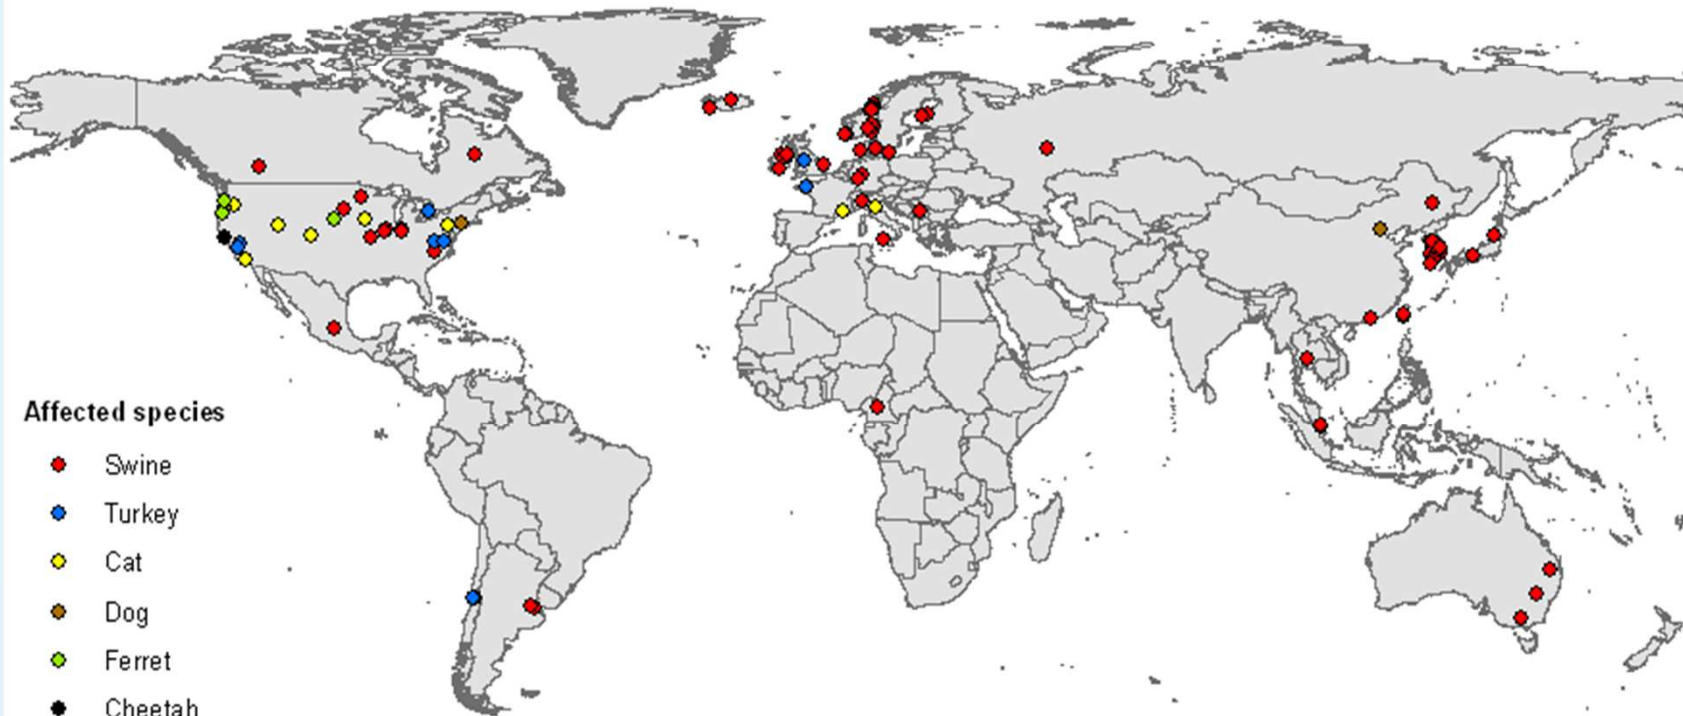 Affected species
Swine
Turkey
Cat
Dog
Ferret
Cheetah